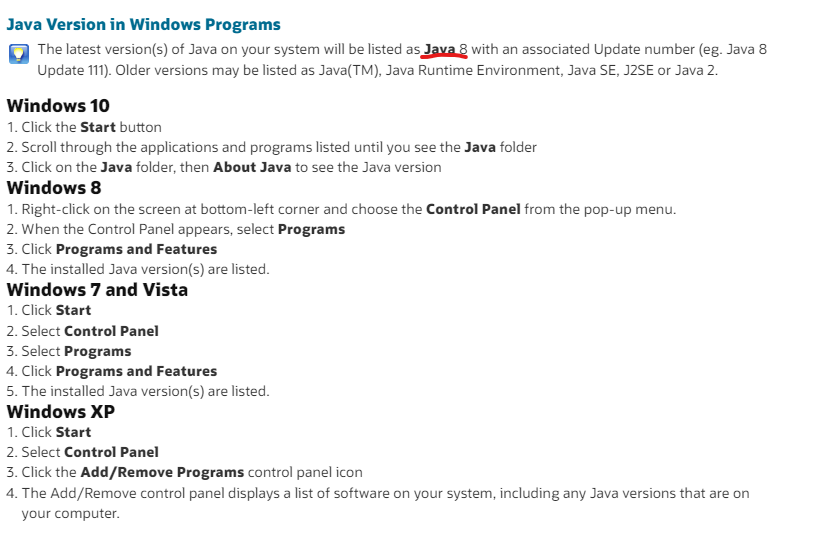 Java Version in Windows Programs
The latest version(s) of Java on your system will be listed as Java 8 with an associated Update number (eg. Java 8
Update 111). Older versions may be listed as Java(TM), Java Runtime Environment, Java SE, J2SE or Java 2.
Windows 10
1. Click the Start button
2. Scroll through the applications and programs listed until you see the Java folder
3. Click on the Java folder, then About Java to see the Java version
Windows 8
1. Right-click on the screen at bottom-left corner and choose the Control Panel from the pop-up menu.
2. When the Control Panel appears, select Programs
3. Click Programs and Features
4. The installed Java version(s) are listed.
Windows 7 and Vista
1. Click Start
2. Select Control Panel
3. Select Programs
4. Click Programs and Features
5. The installed Java version(s) are listed.
Windows XP
1. Click Start
2. Select Control Panel
3. Click the Add/Remove Programs control panel icon
4. The Add/Remove control panel displays a list of software on your system, including any Java versions that are on
your computer.